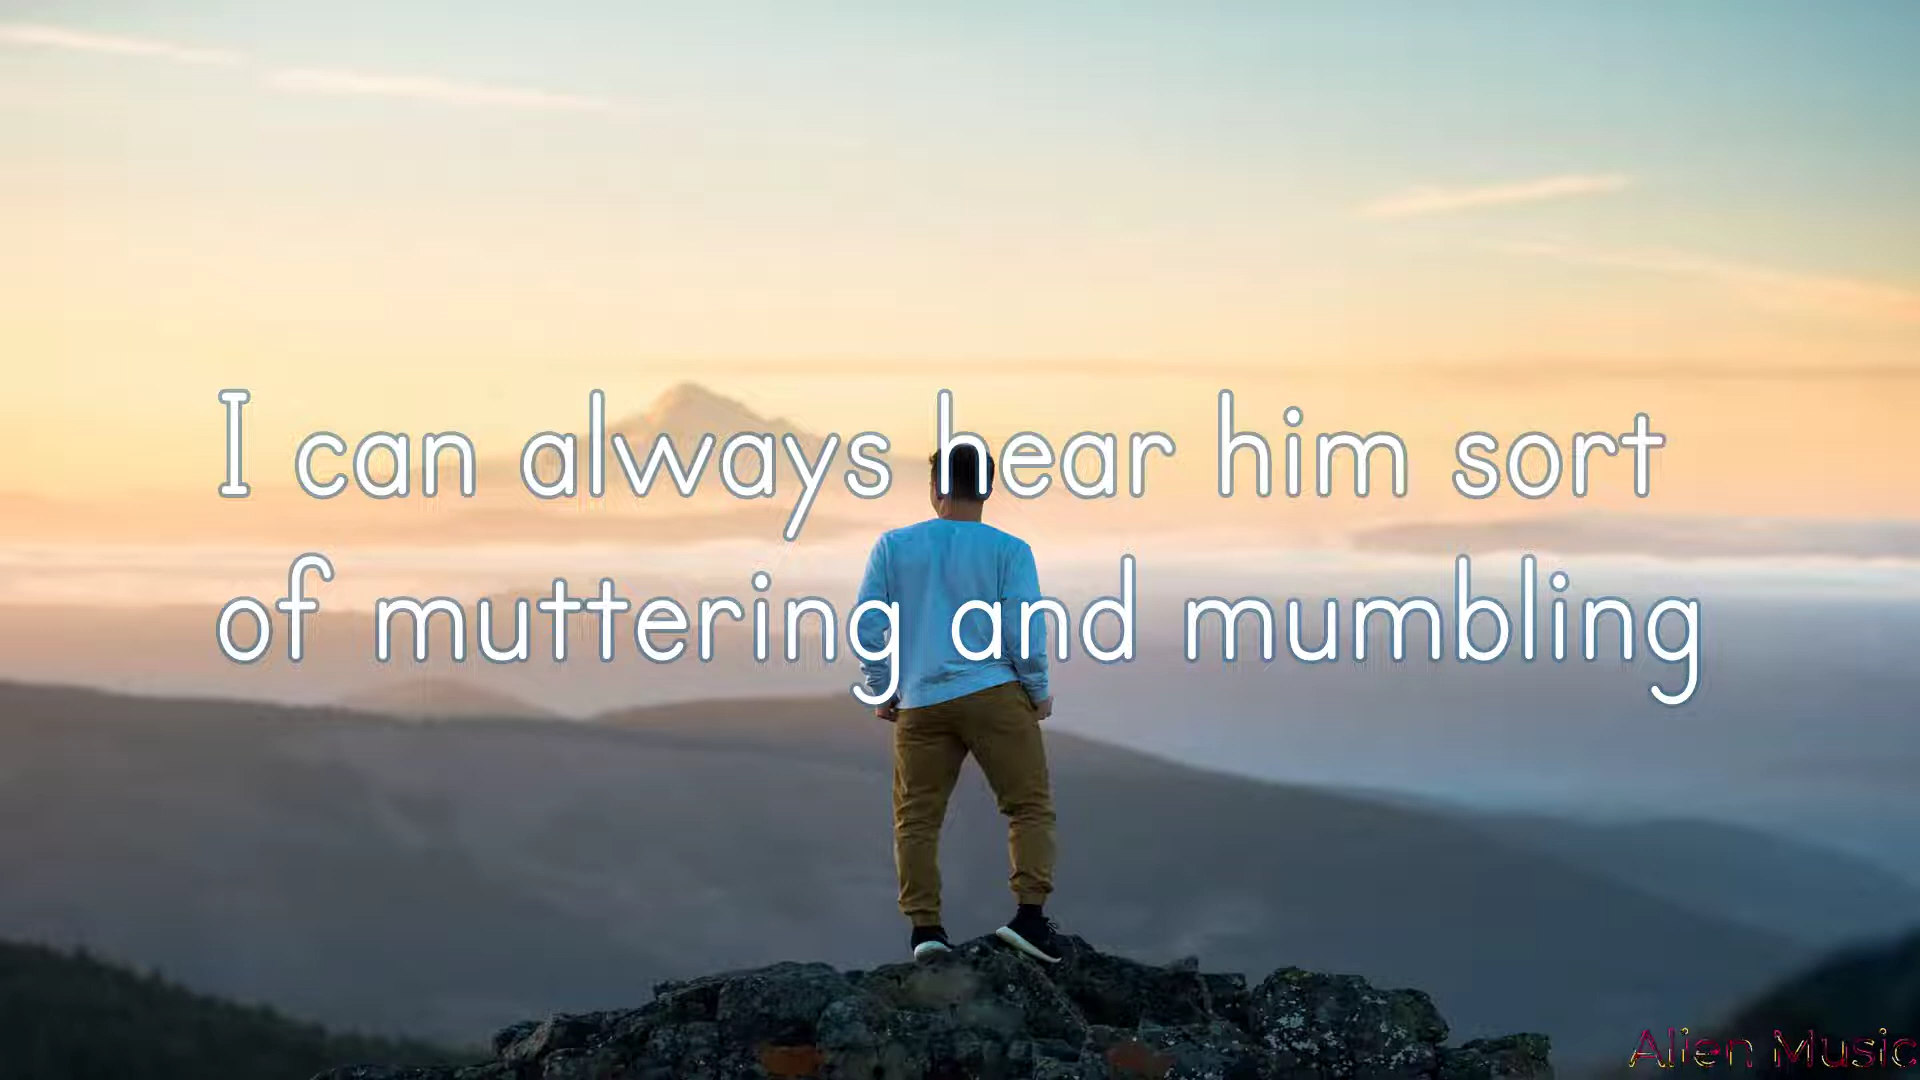 I can always hear him sort
of muttering and mumbling
Alien Music